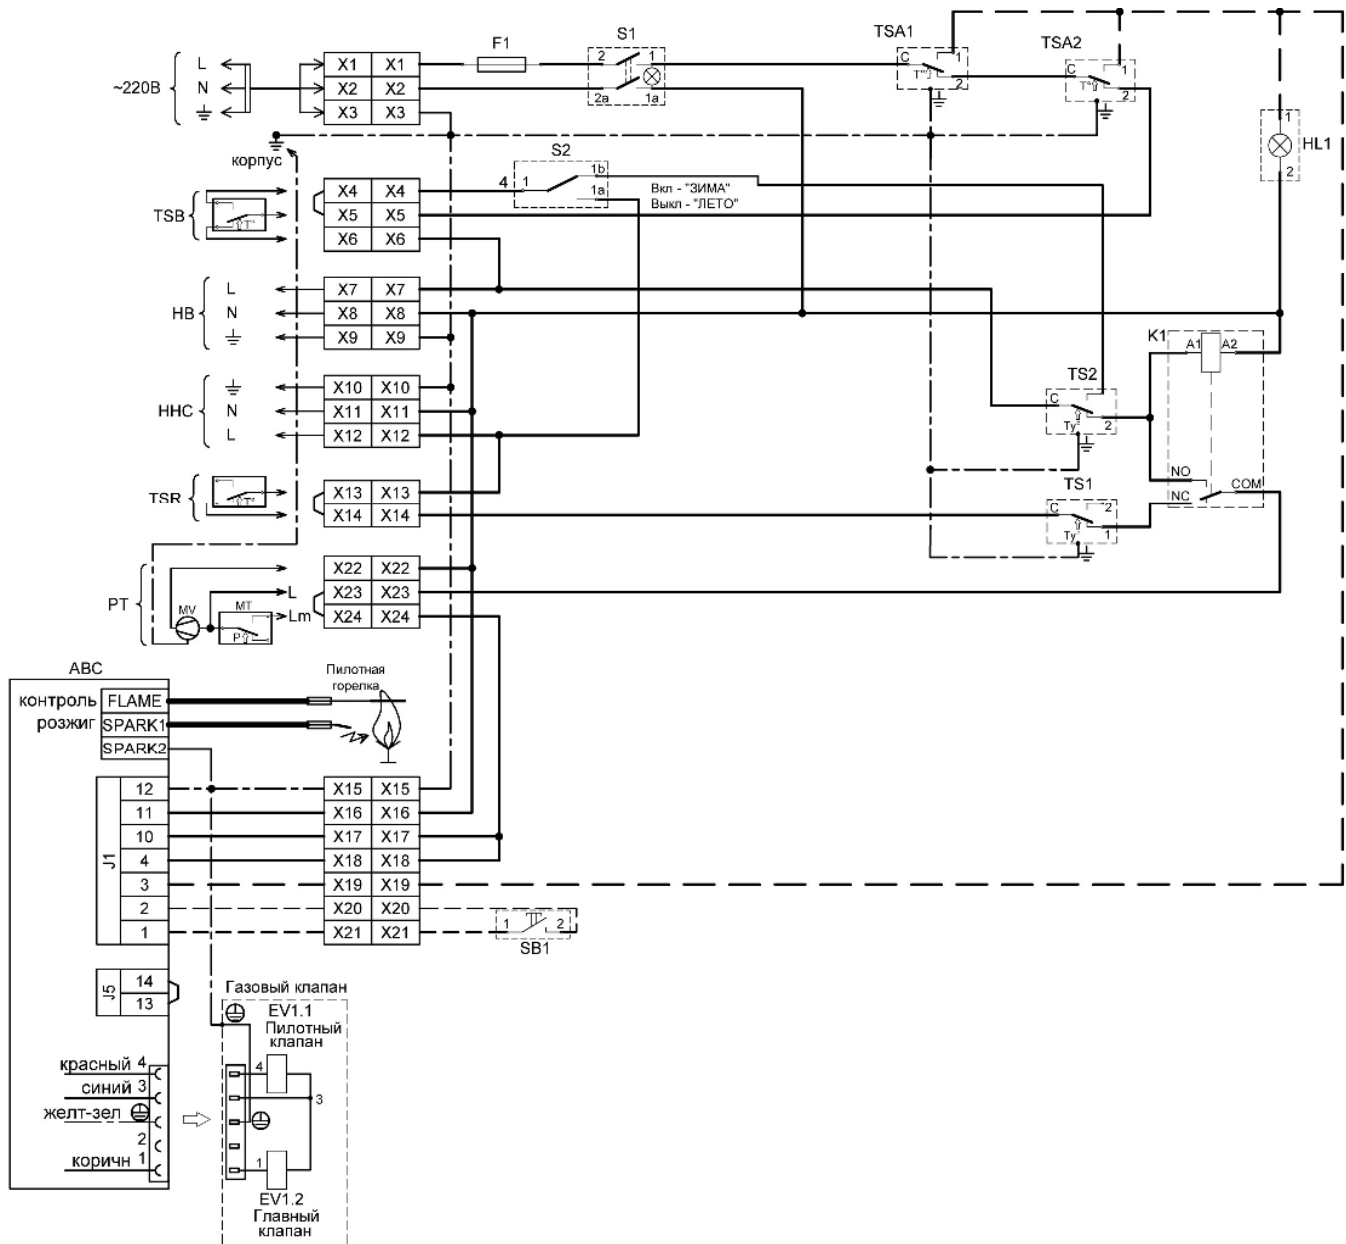 ~220В
L
N
X1 X1
X2 X2
X3 X3
F1
S1
2 1
2a 1a
TSA1
C 1
T° 2
TSA2
C 1
T° 2
корпус
HL1
1
2
S2
4 1 1b
1a
Вкл - "ЗИМА"
Выкл - "ЛЕТО"
TSB
T°
X4 X4
X5 X5
X6 X6
HB
L
N
X7 X7
X8 X8
X9 X9
HHC
N
L
X10 X10
X11 X11
X12 X12
K1
A1 A2
NO
NC
COM
TS2
C 1
Ty 2
TS1
C 2
Ty 1
TSR
T°
X13 X13
X14 X14
PT
MV
MT
P
L
Lm
X22 X22
X23 X23
X24 X24
ABC
контроль FLAME
розжиг SPARK1
SPARK2
Пилотная
горелка
J1
12 X15 X15
11 X16 X16
10 X17 X17
4 X18 X18
3 X19 X19
2 X20 X20
1 X21 X21
1 2
SB1
J5
14
13
Газовый клапан
EV1.1
Пилотный
клапан
красный 4
синий 3
желт-зел
2
коричн 1
4
3
1
EV1.2
Главный
клапан